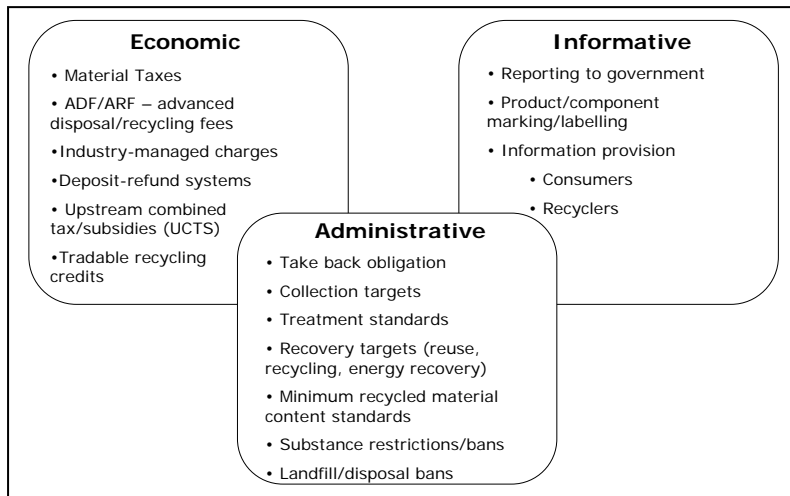 Economic
• Material Taxes
• ADF/ARF – advanced
disposal/recycling fees
•Industry-managed charges
•Deposit-refund systems
• Upstream combined
tax/subsidies (UCTS)
•Tradable recycling
credits
Informative
• Reporting to government
• Product/component
marking/labelling
• Information provision
• Consumers
• Recyclers
Administrative
• Take back obligation
• Collection targets
• Treatment standards
• Recovery targets (reuse,
recycling, energy recovery)
• Minimum recycled material
content standards
• Substance restrictions/bans
• Landfill/disposal bans